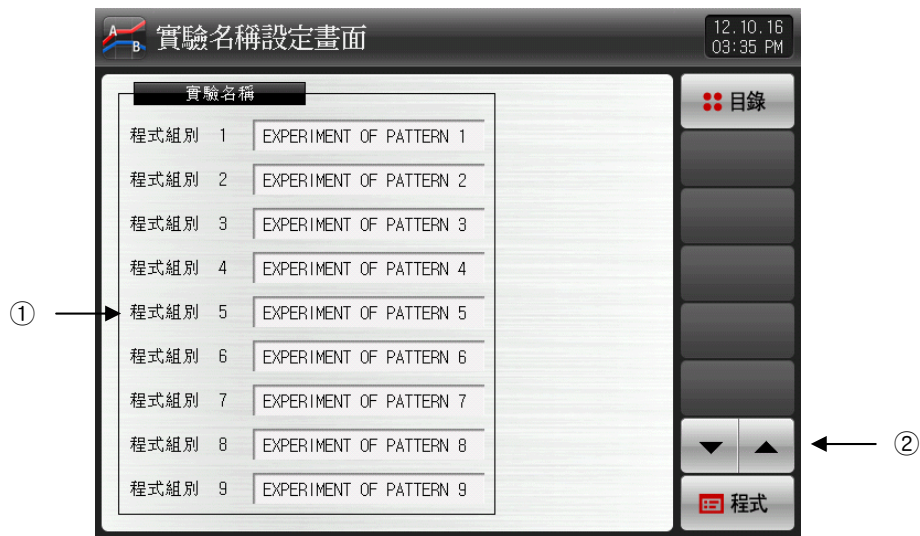 A B 實驗名稱設定畫面
12.10.16
03:35 PM
實驗名稱
目錄
程式組別 1 EXPERIMENT OF PATTERN 1
程式組別 2 EXPERIMENT OF PATTERN 2
程式組別 3 EXPERIMENT OF PATTERN 3
程式組別 4 EXPERIMENT OF PATTERN 4
① 程式組別 5 EXPERIMENT OF PATTERN 5
程式組別 6 EXPERIMENT OF PATTERN 6
程式組別 7 EXPERIMENT OF PATTERN 7
程式組別 8 EXPERIMENT OF PATTERN 8
②
程式組別 9 EXPERIMENT OF PATTERN 9
程式